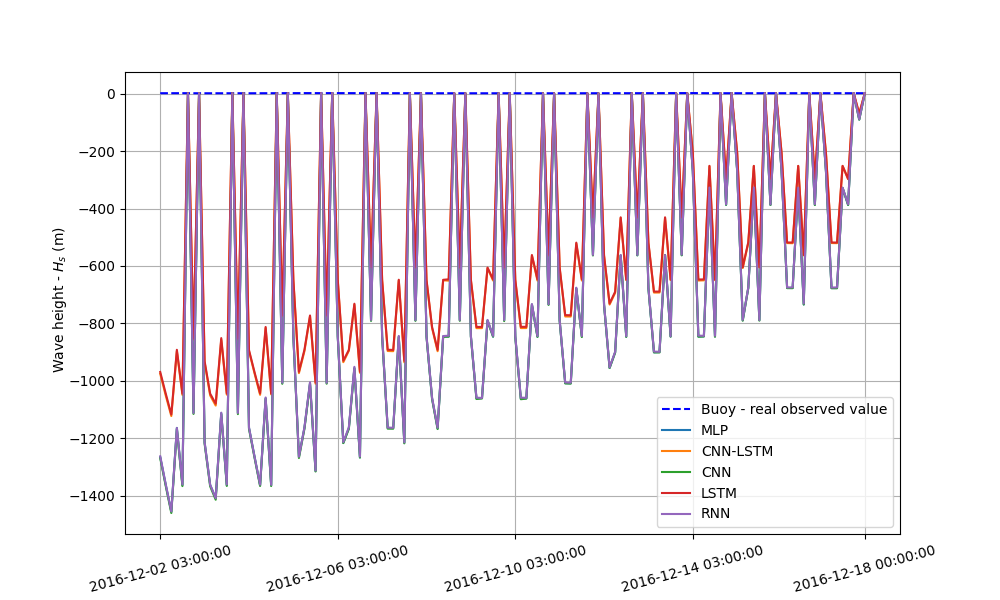 0
−200
−400
−600
−800
−1000
−1200
−1400
Wave height - Hs (m)
Buoy - real observed value
MLP
CNN-LSTM
CNN
LSTM
RNN
2016-12-02 03:00:00
2016-12-06 03:00:00
2016-12-10 03:00:00
2016-12-14 03:00:00
2016-12-18 00:00:00